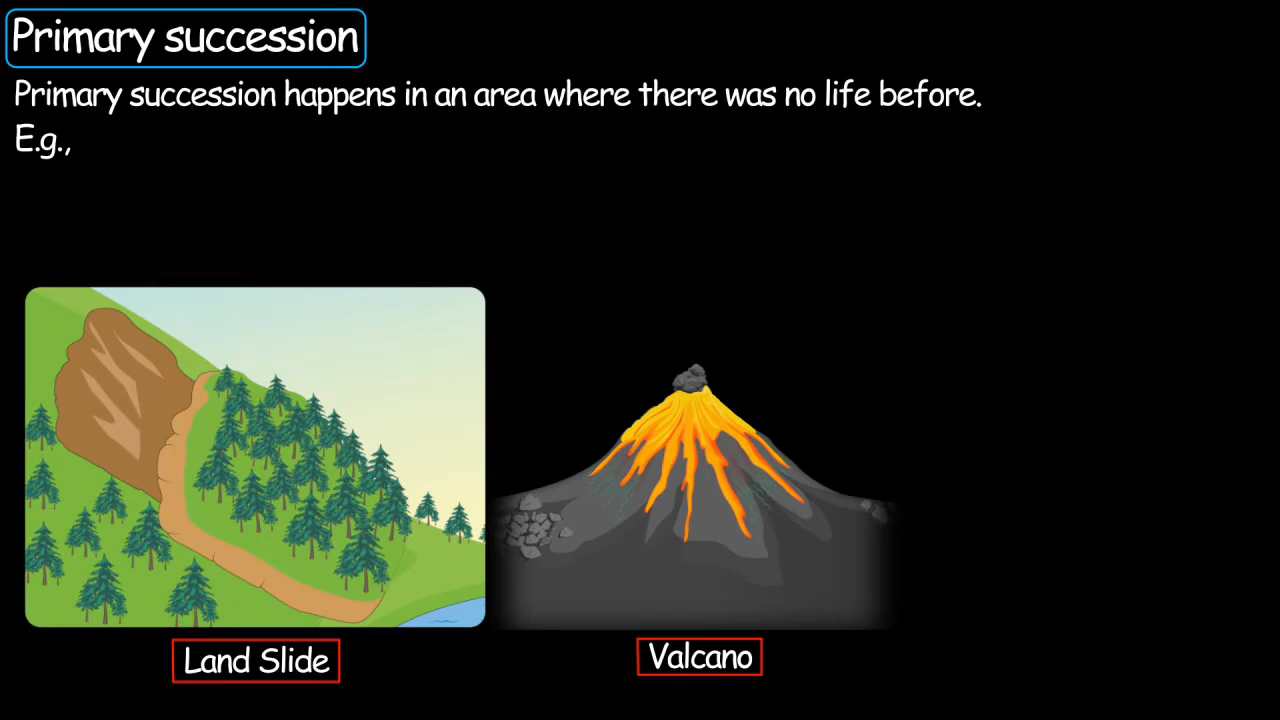 Primary succession
Primary succession happens in an area where there was no life before.
E.g.,
Land Slide
Valcano